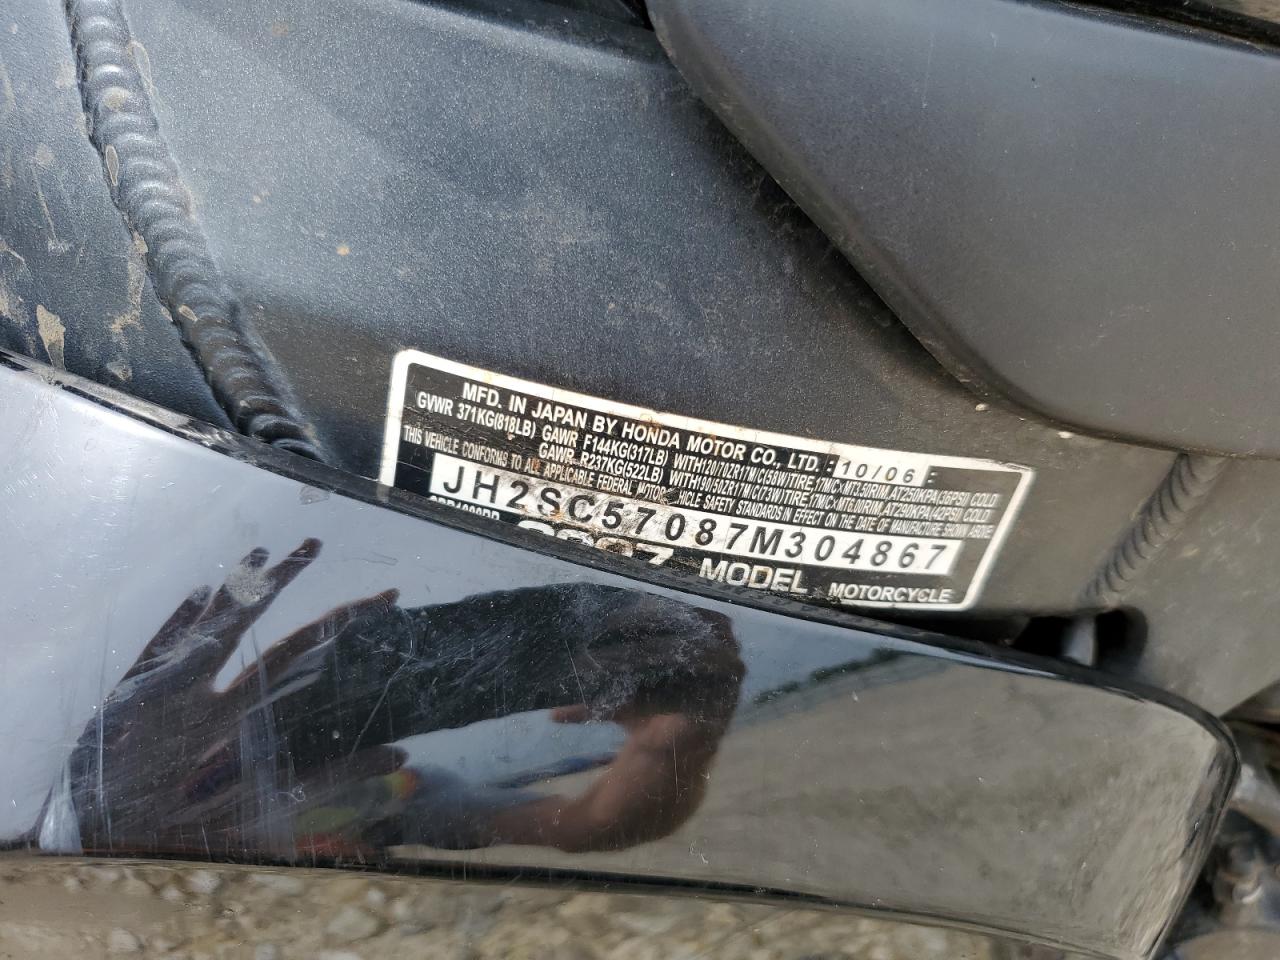 MFD. IN JAPAN BY HONDA MOTOR CO., LTD. 10/06
GVWR 371KG(818LB) GAWR F144KG(317LB) WITH120/70ZR17M/C(58W)TIRE,17M/C×MT3.50RIM,AT250KPA(36PSI) COLD
GAWR R237KG(522LB) WITH190/50ZR17M/C(73W)TIRE,17M/C×MT6.00RIM,AT290KPA(42PSI) COLD
THIS VEHICLE CONFORMS TO ALL APPLICABLE FEDERAL MOTOR SAFETY STANDARDS IN EFFECT ON THE DATE OF MANUFACTURE SHOWN ABOVE
JH2SC57087M304867
2007 MODEL MOTORCYCLE